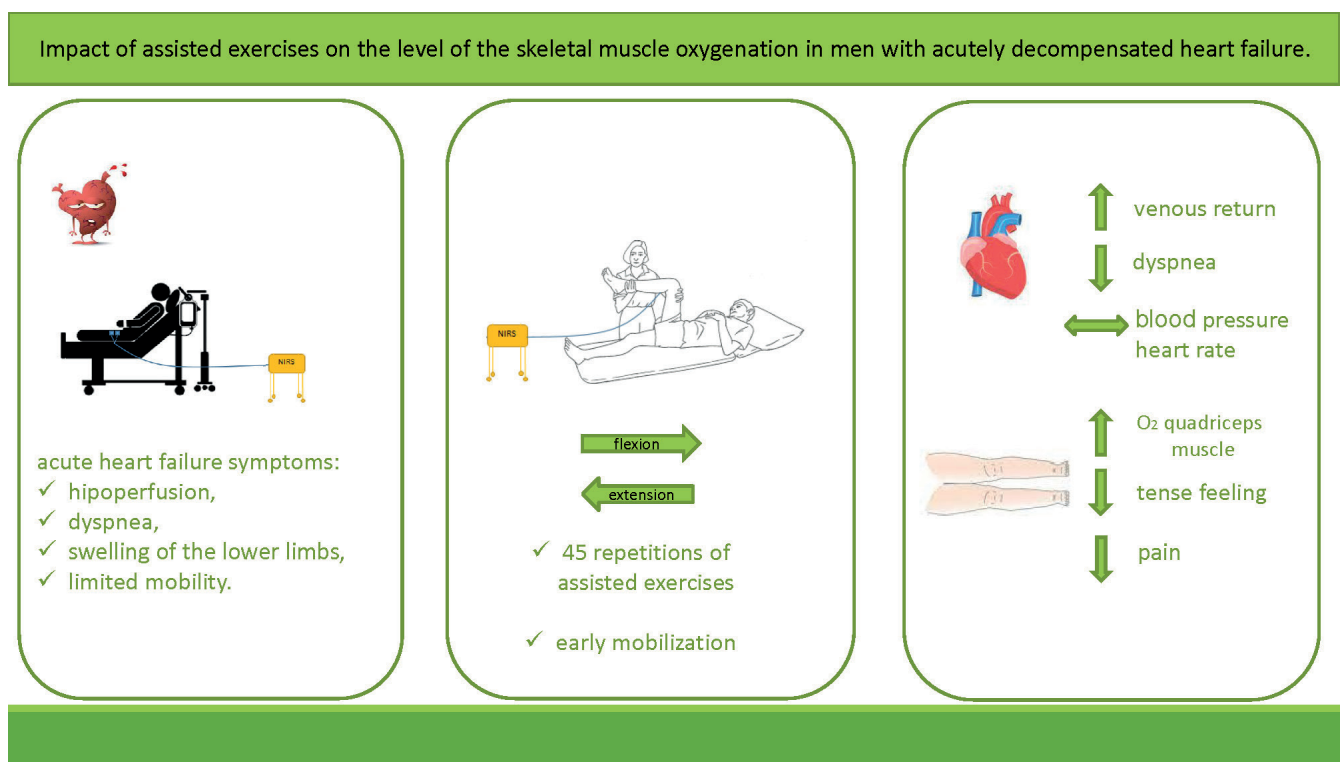 Impact of assisted exercises on the level of the skeletal muscle oxygenation in men with acutely decompensated heart failure.
NIRS
acute heart failure symptoms:
✓ hipoperfusion,
✓ dyspnea,
✓ swelling of the lower limbs,
✓ limited mobility.
NIRS
flexion
extension
✓ 45 repetitions of
assisted exercises
✓ early mobilization
venous return
dyspnea
blood pressure
heart rate
O₂ quadriceps
muscle
tense feeling
pain